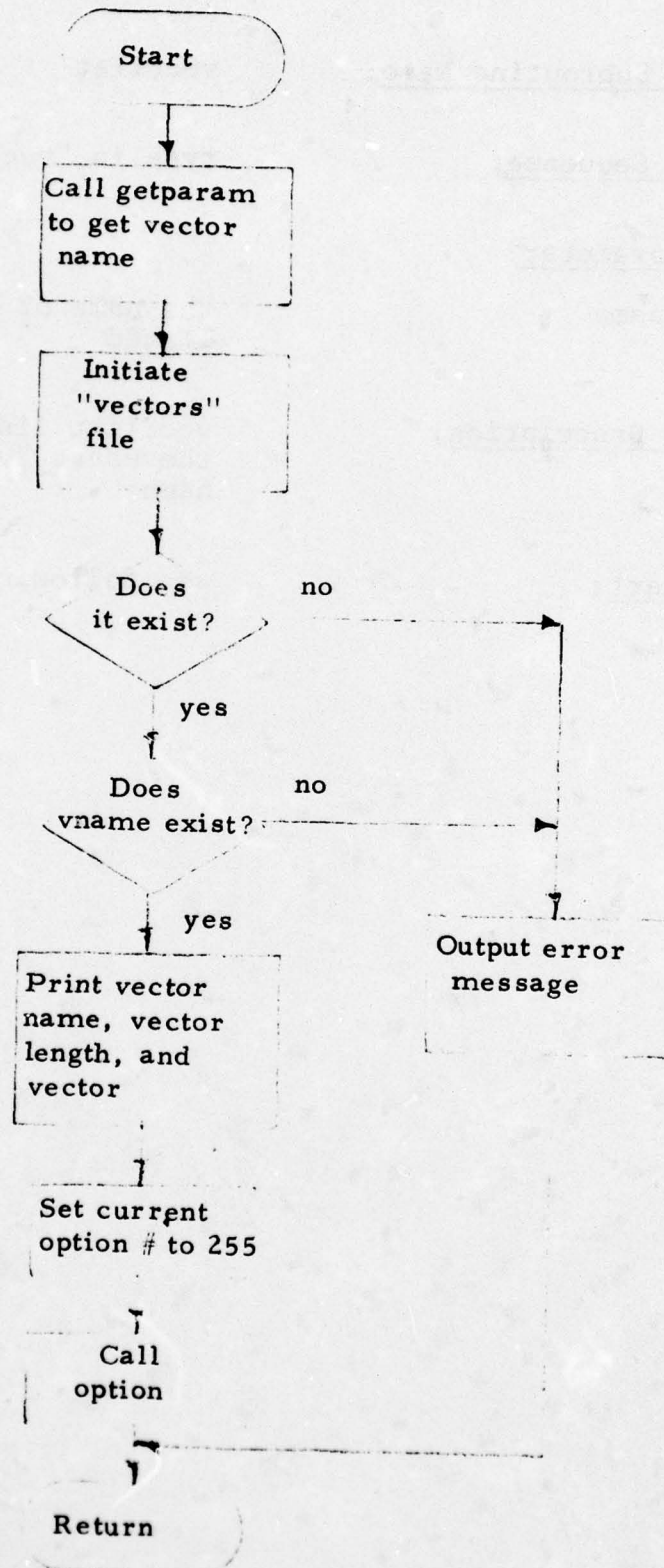 Start
Call getparam
to get vector
name
Initiate
"vectors"
file
Does
it exist?
no
yes
Does
vname exist?
no
yes
Output error
message
Print vector
name, vector
length, and
vector
Set current
option # to 255
Call
option
Return